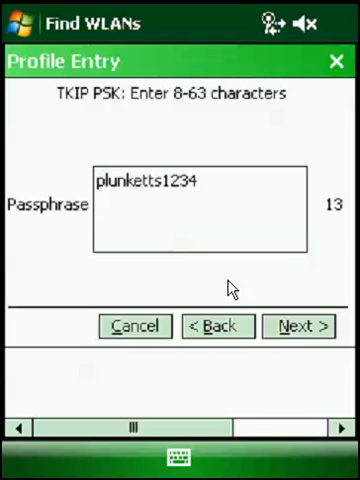 Find WLANs
Profile Entry
TKIP PSK: Enter 8-63 characters
plunketts1234
Passphrase 13
Cancel < Back Next >